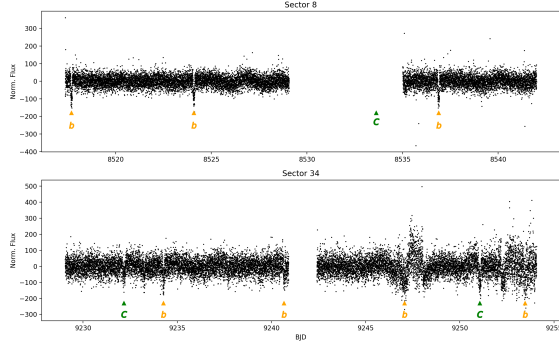 Sector 8
Norm. Flux
300
200
100
0
−100
−200
−300
−400
b
b
C
b
8520
8525
8530
8535
8540
Sector 34
Norm. Flux
500
400
300
200
100
0
−100
−200
−300
C
b
b
b
C
b
9230
9235
9240
9245
9250
925
BJD